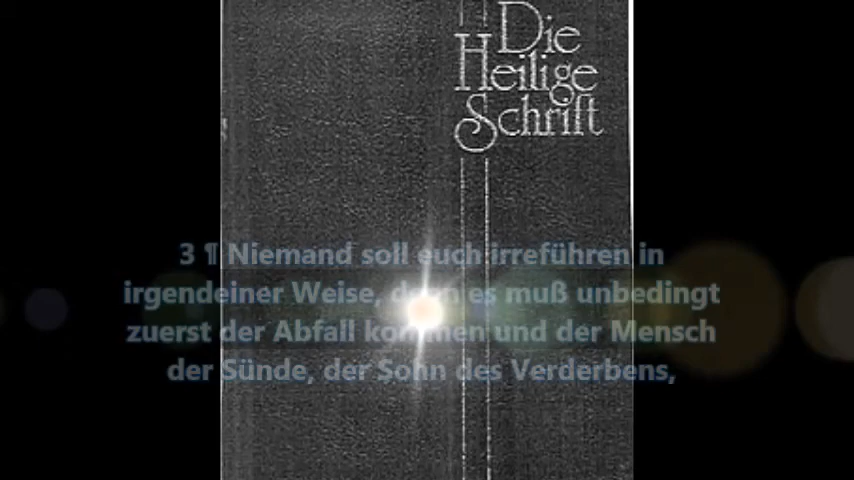 Die
Heilige
Schrift
3 ¶ Niemand soll euch irreführen in
irgendeiner Weise, denn es muß unbedingt
zuerst der Abfall kommen und der Mensch
der Sünde, der Sohn des Verderbens,